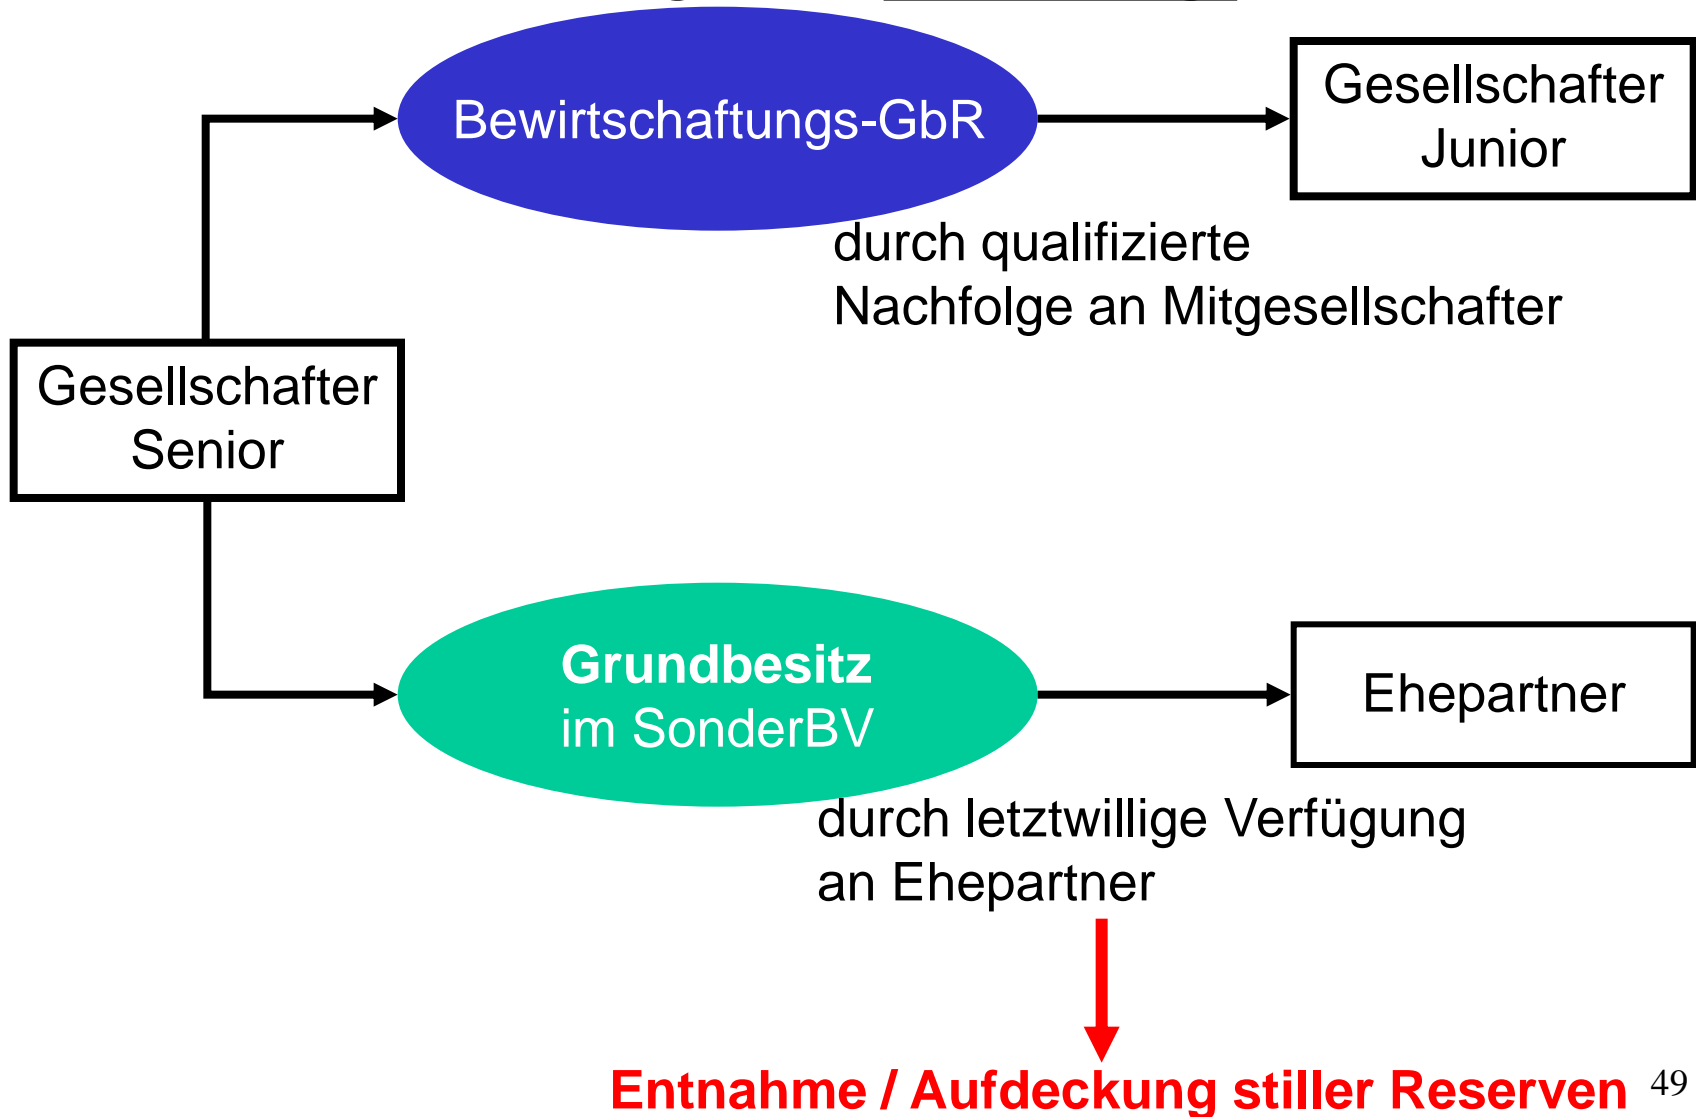 Bewirtschaftungs-GbR
Gesellschafter
Junior
durch qualifizierte
Nachfolge an Mitgesellschafter
Gesellschafter
Senior
Grundbesitz
im SonderBV
Ehepartner
durch letztwillige Verfügung
an Ehepartner
Entnahme / Aufdeckung stiller Reserven
49